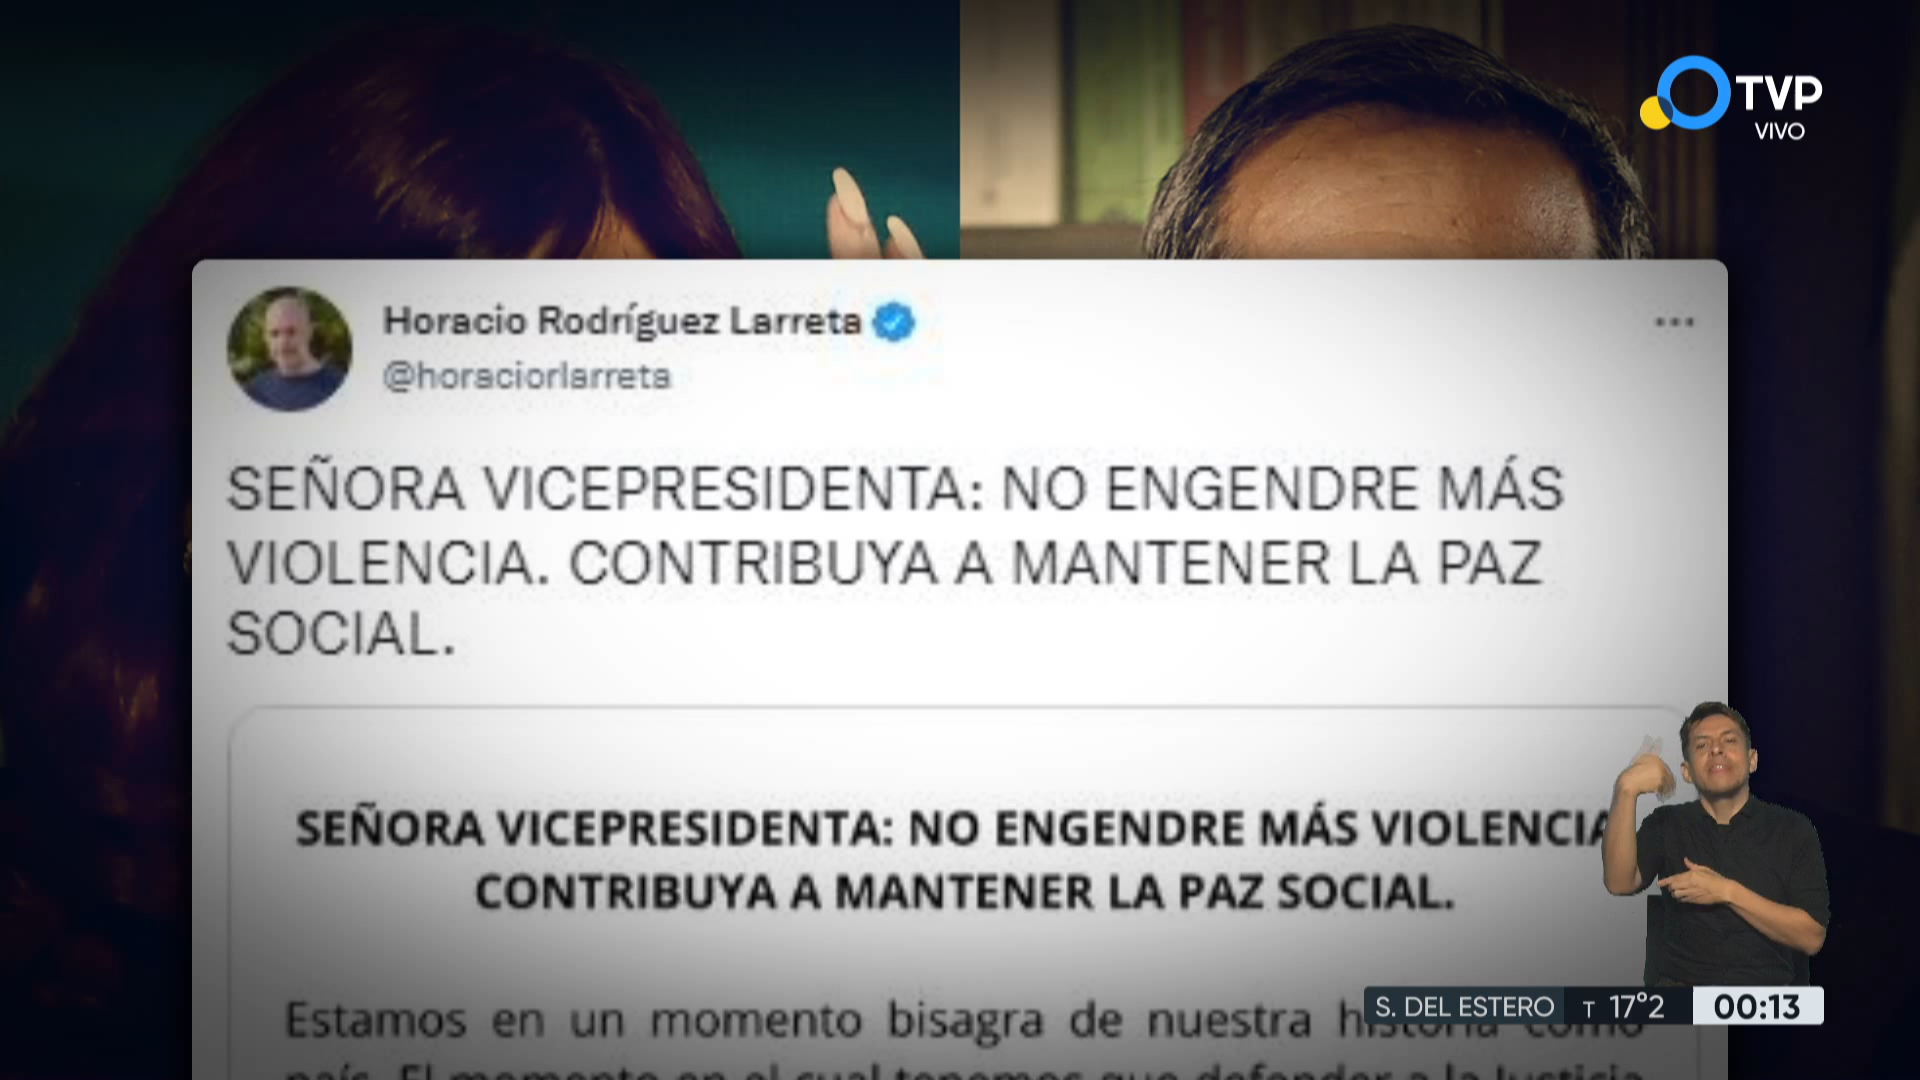 TVP
VIVO
Horacio Rodríguez Larreta
@horaciorlarreta
SEÑORA VICEPRESIDENTA: NO ENGENDRE MÁS
VIOLENCIA. CONTRIBUYA A MANTENER LA PAZ
SOCIAL.
SEÑORA VICEPRESIDENTA: NO ENGENDRE MÁS VIOLENCIA
CONTRIBUYA A MANTENER LA PAZ SOCIAL.
Estamos en un momento bisagra de nuestra historia como
país. El momento en el cual tenemos que defender a la Justicia
S. DEL ESTERO T 17°2 00:13